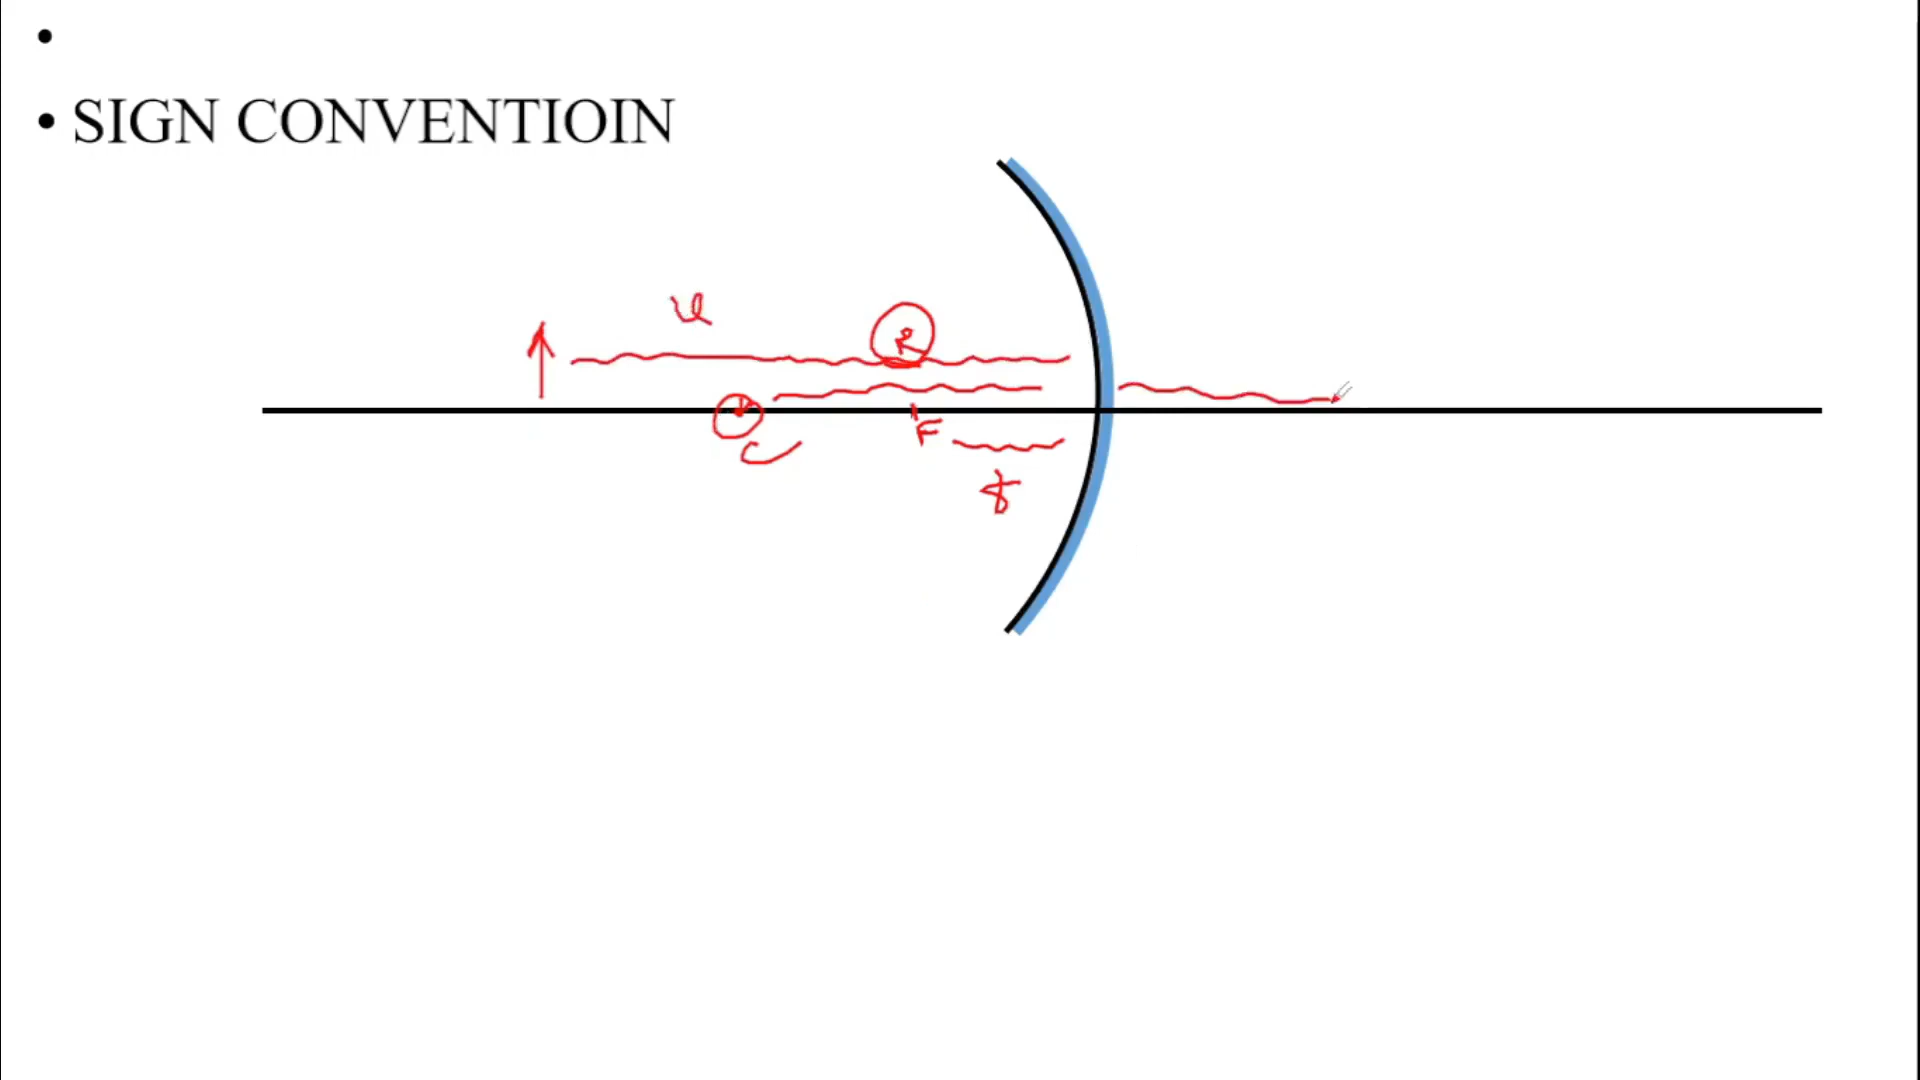 • 
• SIGN CONVENTIOIN
u
R
F
C
f